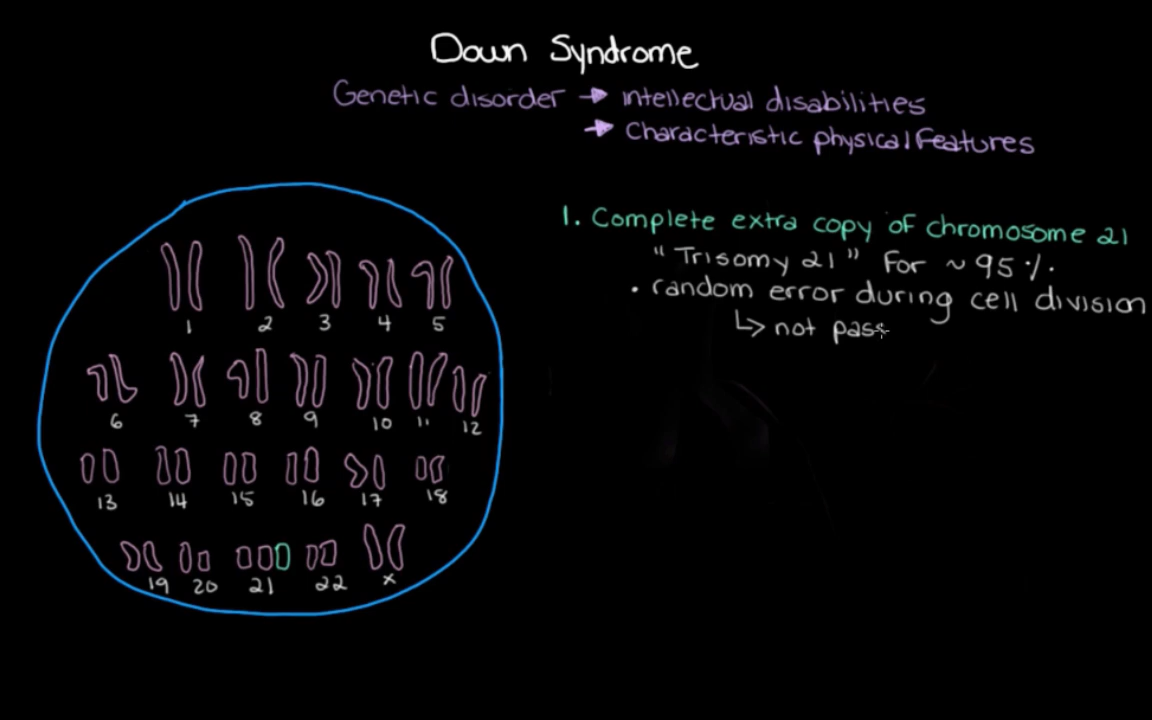 Down Syndrome
Genetic disorder → intellectual disabilities
→ Characteristic physical features
1. Complete extra copy of chromosome 21
"Trisomy 21" for ~95%.
• random error during cell division
↳ not pass
1 2 3 4 5
6 7 8 9 10 11 12
13 14 15 16 17 18
19 20 21 22 X